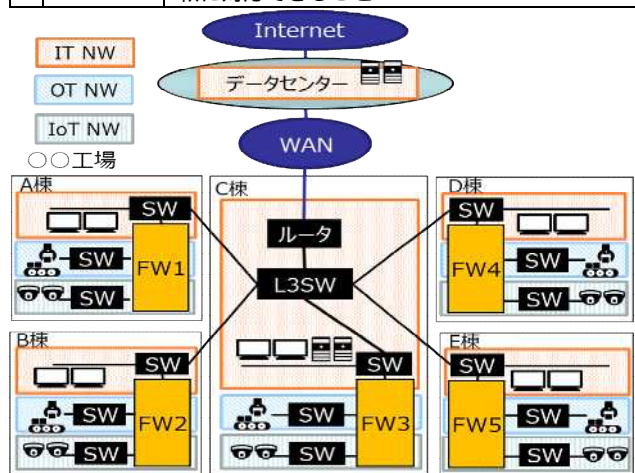 Internet
IT NW
データセンター
OT NW
IoT NW
WAN
○○工場
A棟
SW
FW1
SW
SW
B棟
SW
FW2
SW
SW
C棟
ルータ
L3SW
SW
FW3
SW
SW
D棟
SW
FW4
SW
SW
E棟
SW
FW5
SW
SW